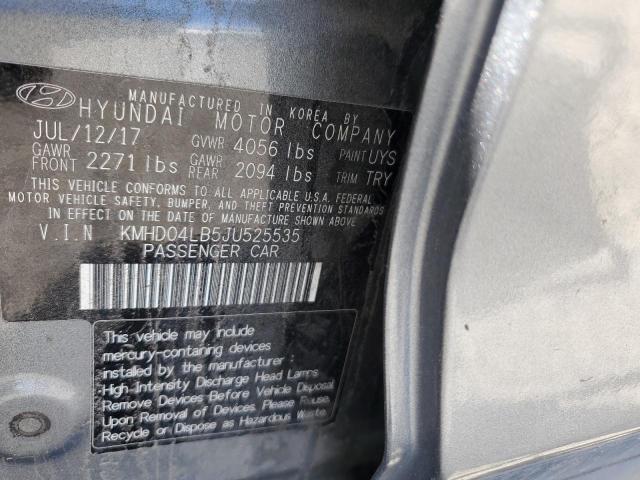 MANUFACTURED IN KOREA BY
HYUNDAI MOTOR COMPANY
JUL/12/17 GVWR 4056 lbs PAINT UYS
GAWR FRONT 2271 lbs GAWR REAR 2094 lbs TRIM TRY
THIS VEHICLE CONFORMS TO ALL APPLICABLE U.S.A. FEDERAL
MOTOR VEHICLE SAFETY, BUMPER, AND THEFT PREVENTION STANDARDS
IN EFFECT ON THE DATE OF MANUFACTURE SHOWN ABOVE.
V.I.N KMHD04LB5JU525535
PASSENGER CAR
This vehicle may include
mercury-containing devices
installed by the manufacturer :
High-Intensity Discharge Head Lamps
Remove Devices Before Vehicle Disposal
Upon Removal of Devices, Please Reuse,
Recycle or Dispose as Hazardous Waste